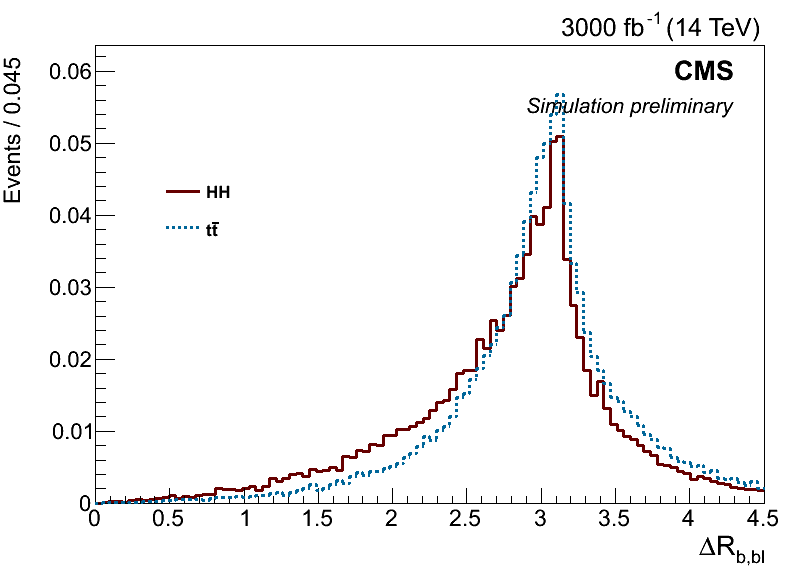 3000 fb⁻¹ (14 TeV)
CMS
Simulation preliminary
Events / 0.045
0.06
0.05
0.04
0.03
0.02
0.01
0
HH
tt̄
0 0.5 1 1.5 2 2.5 3 3.5 4 4.5
ΔR_b,bl